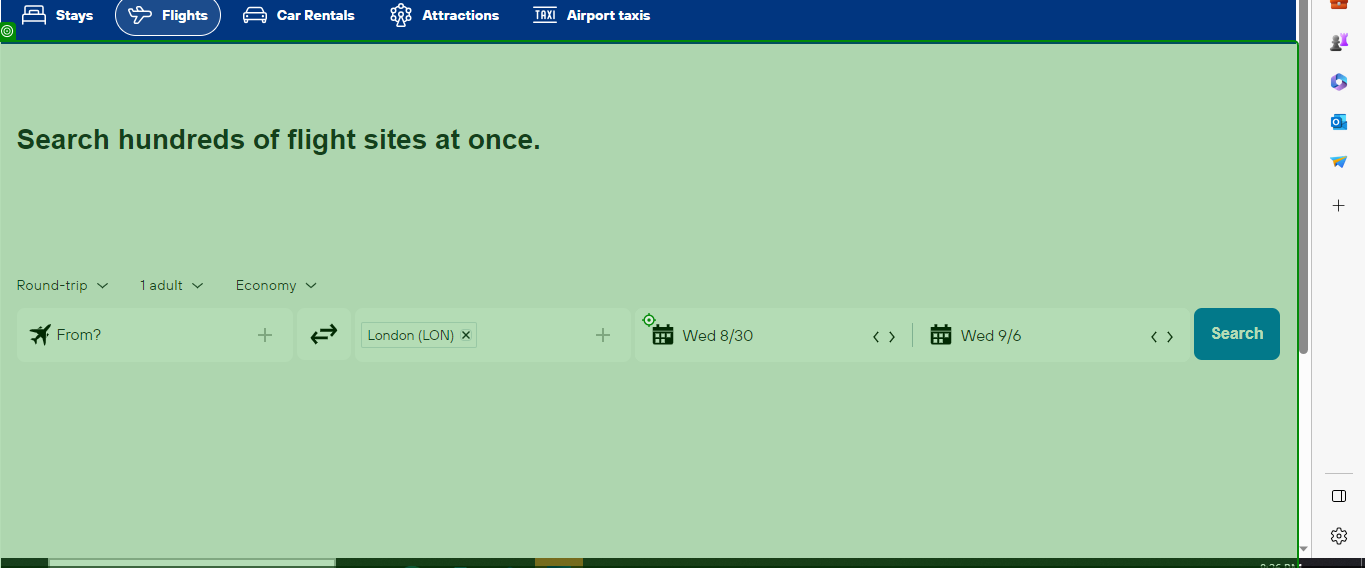 Stays Flights Car Rentals Attractions TAXI Airport taxis
Search hundreds of flight sites at once.
Round-trip 1 adult Economy
From? London (LON) Wed 8/30 Wed 9/6 Search